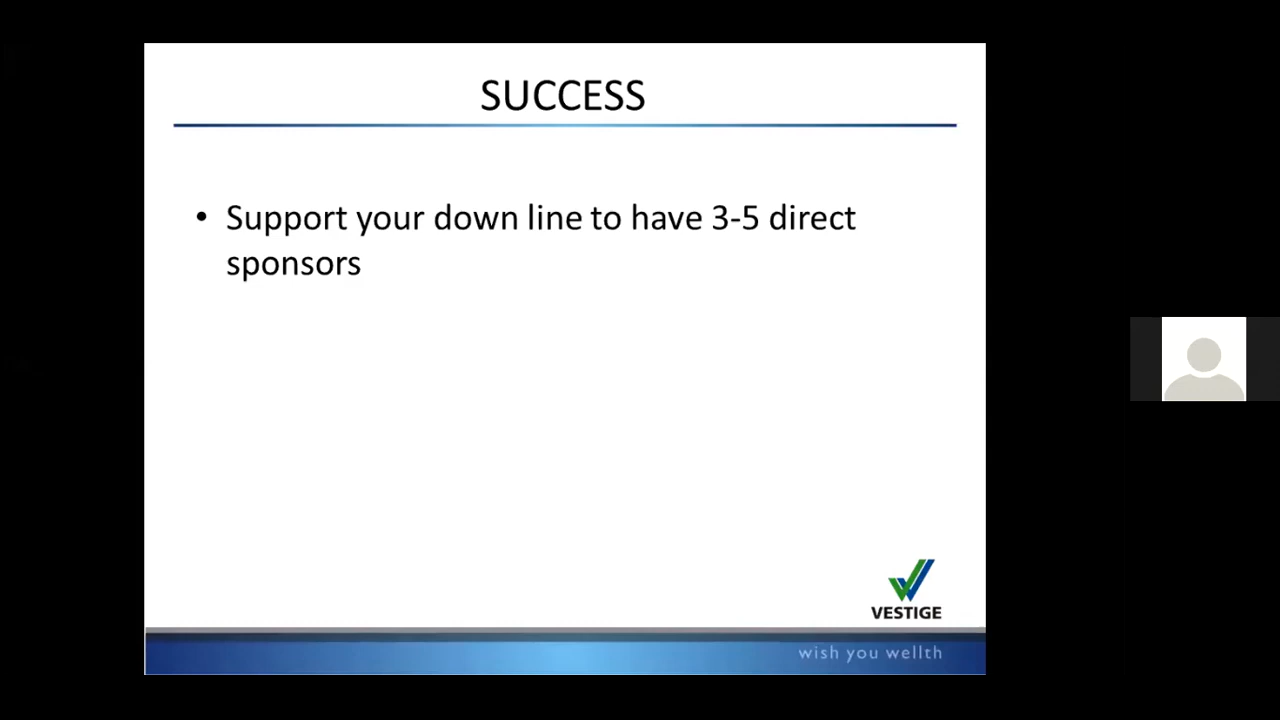 SUCCESS
• Support your down line to have 3-5 direct
sponsors
VESTIGE
wish you wellth